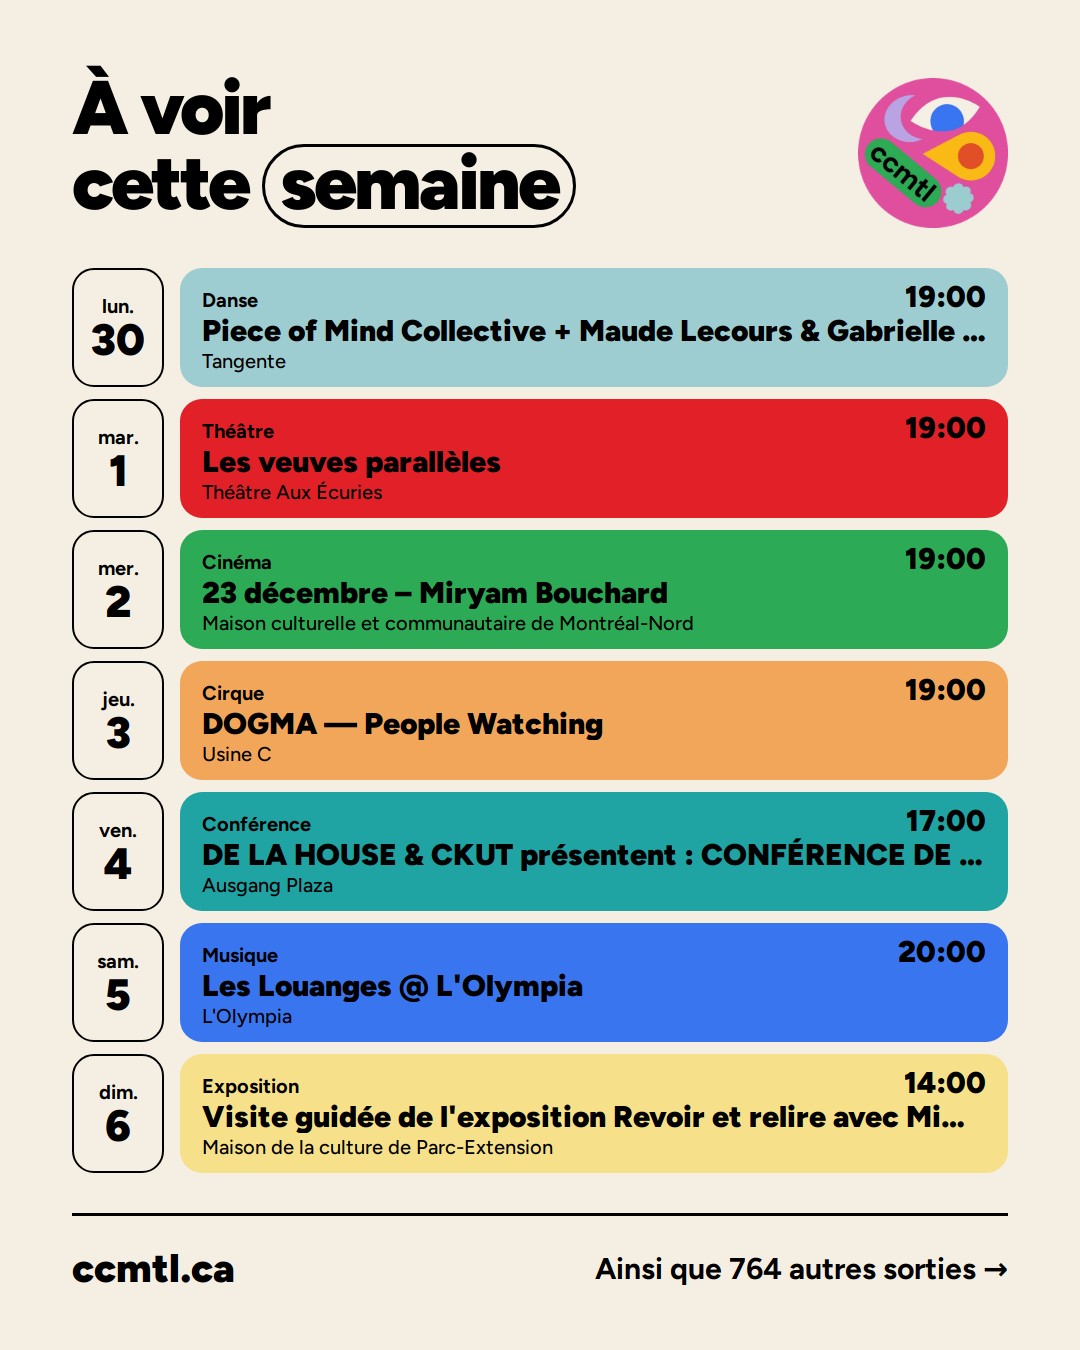 À voir
cette semaine
ccmtl
lun.
30
Danse
19:00
Piece of Mind Collective + Maude Lecours & Gabrielle ...
Tangente
mar.
1
Théâtre
19:00
Les veuves parallèles
Théâtre Aux Écuries
mer.
2
Cinéma
19:00
23 décembre – Miryam Bouchard
Maison culturelle et communautaire de Montréal-Nord
jeu.
3
Cirque
19:00
DOGMA — People Watching
Usine C
ven.
4
Conférence
17:00
DE LA HOUSE & CKUT présentent : CONFÉRENCE DE ...
Ausgang Plaza
sam.
5
Musique
20:00
Les Louanges @ L'Olympia
L'Olympia
dim.
6
Exposition
14:00
Visite guidée de l'exposition Revoir et relire avec Mi...
Maison de la culture de Parc-Extension
ccmtl.ca
Ainsi que 764 autres sorties →